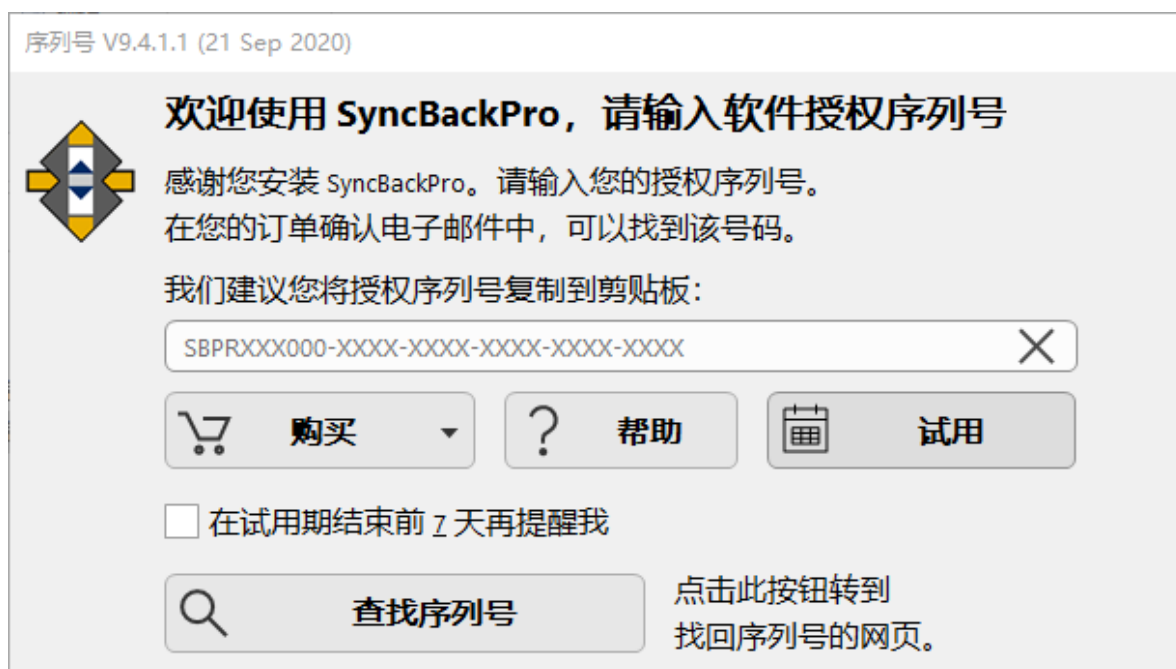 序列号 V9.4.1.1 (21 Sep 2020)
欢迎使用 SyncBackPro，请输入软件授权序列号
感谢您安装 SyncBackPro。请输入您的授权序列号。
在您的订单确认电子邮件中，可以找到该号码。
我们建议您将授权序列号复制到剪贴板：
SBPRXXX000-XXXX-XXXX-XXXX-XXXX-XXXX
购买
帮助
试用
在试用期结束前 7 天再提醒我
查找序列号
点击此按钮转到
找回序列号的网页。